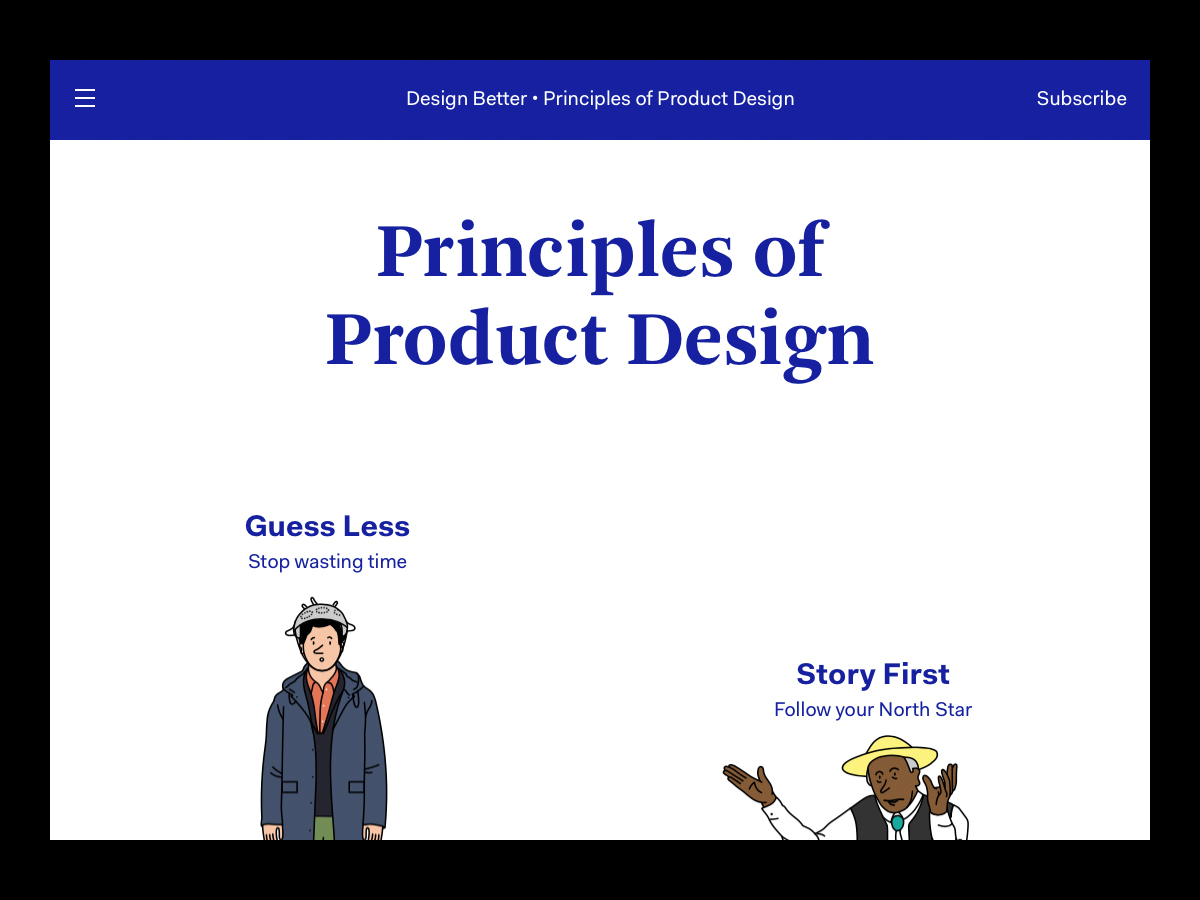 Design Better • Principles of Product Design
Subscribe
Principles of
Product Design
Guess Less
Stop wasting time
Story First
Follow your North Star